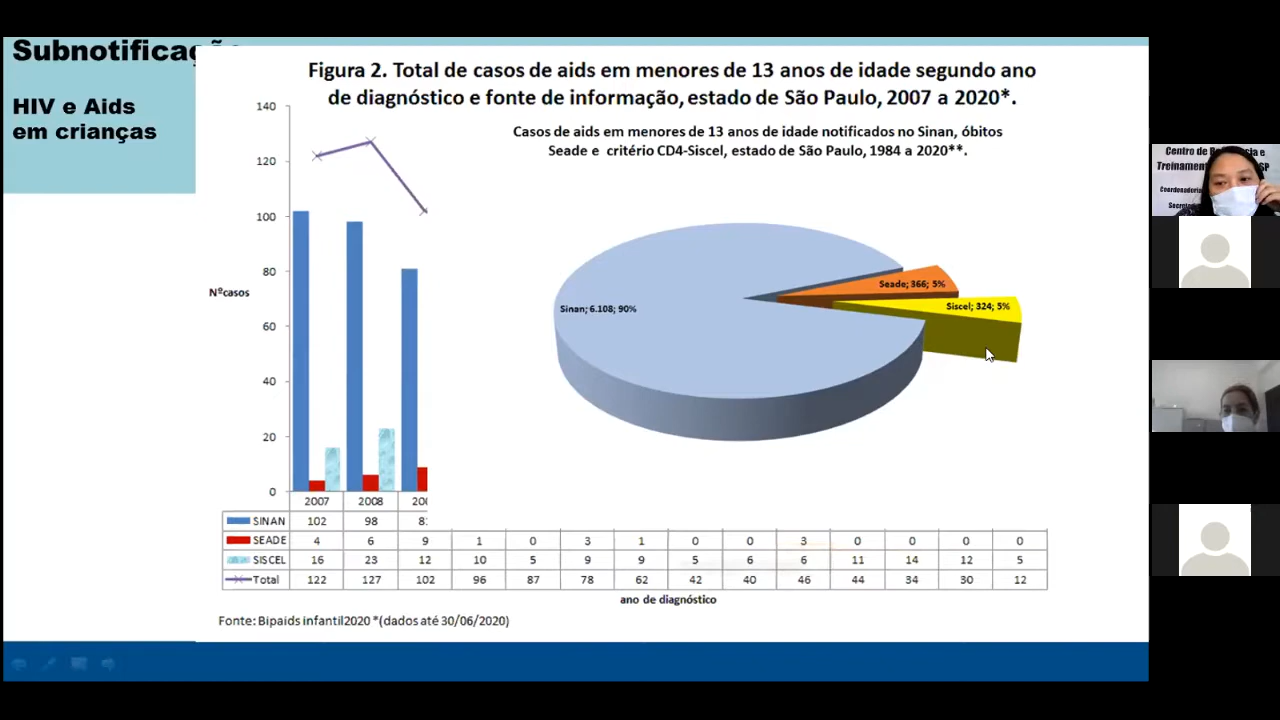 Subnotificação
HIV e Aids
em crianças
Figura 2. Total de casos de aids em menores de 13 anos de idade segundo ano
de diagnóstico e fonte de informação, estado de São Paulo, 2007 a 2020*.
Casos de aids em menores de 13 anos de idade notificados no Sinan, óbitos
Seade e critério CD4-Siscel, estado de São Paulo, 1984 a 2020**.
140
120
100
80
60
40
20
0
Nºcasos
Sinan; 6.108; 90%
Seade; 366; 5%
Siscel; 324; 5%
2007 2008
SINAN 102 98 81
SEADE 4 6 9 1 0 3 1 0 0 3 0 0 0 0
SISCEL 16 23 12 10 5 9 9 5 6 6 11 14 12 5
Total 122 127 102 96 87 78 62 42 40 46 44 34 30 12
ano de diagnóstico
Fonte: Bipaids infantil2020 *(dados até 30/06/2020)
Centro de e
Treinamento SP